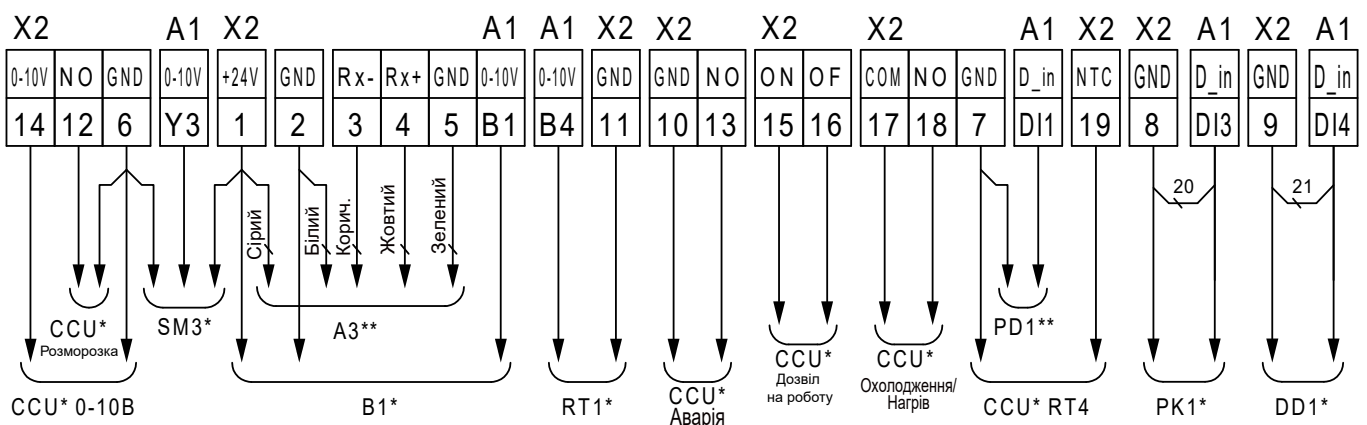 X2 A1 X2 A1 A1 X2 X2 X2 X2 A1 X2 X2 A1 X2 A1
0-10V NO GND 0-10V +24V GND Rx- Rx+ GND 0-10V 0-10V GND GND NO ON OF COM NO GND D_in NTC GND D_in GND D_in
14 12 6 Y3 1 2 3 4 5 B1 B4 11 10 13 15 16 17 18 7 DI1 19 8 DI3 9 DI4
20 21
Сірий Білий Корич. Жовтий Зелений
CCU*
Розморозка
SM3*
A3**
PD1**
CCU* 0-10В
B1*
RT1*
CCU*
Аварія
CCU*
Дозвіл
на роботу
CCU*
Охолодження/
Нагрів
CCU* RT4
PK1*
DD1*